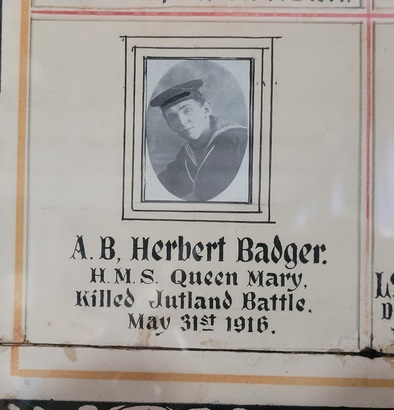 A.B, Herbert Badger.
H.M.S. Queen Mary,
Killed Jutland Battle.
May 31st 1916.